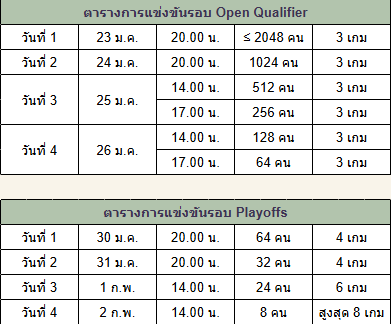 ตารางการแข่งขันรอบ Open Qualifier
วันที่ 1 23 ม.ค. 20.00 น. ≤ 2048 คน 3 เกม
วันที่ 2 24 ม.ค. 20.00 น. 1024 คน 3 เกม
วันที่ 3 25 ม.ค. 14.00 น. 512 คน 3 เกม
17.00 น. 256 คน 3 เกม
วันที่ 4 26 ม.ค. 14.00 น. 128 คน 3 เกม
17.00 น. 64 คน 3 เกม
ตารางการแข่งขันรอบ Playoffs
วันที่ 1 30 ม.ค. 20.00 น. 64 คน 4 เกม
วันที่ 2 31 ม.ค. 20.00 น. 32 คน 4 เกม
วันที่ 3 1 ก.พ. 14.00 น. 24 คน 6 เกม
วันที่ 4 2 ก.พ. 14.00 น. 8 คน สูงสุด 8 เกม